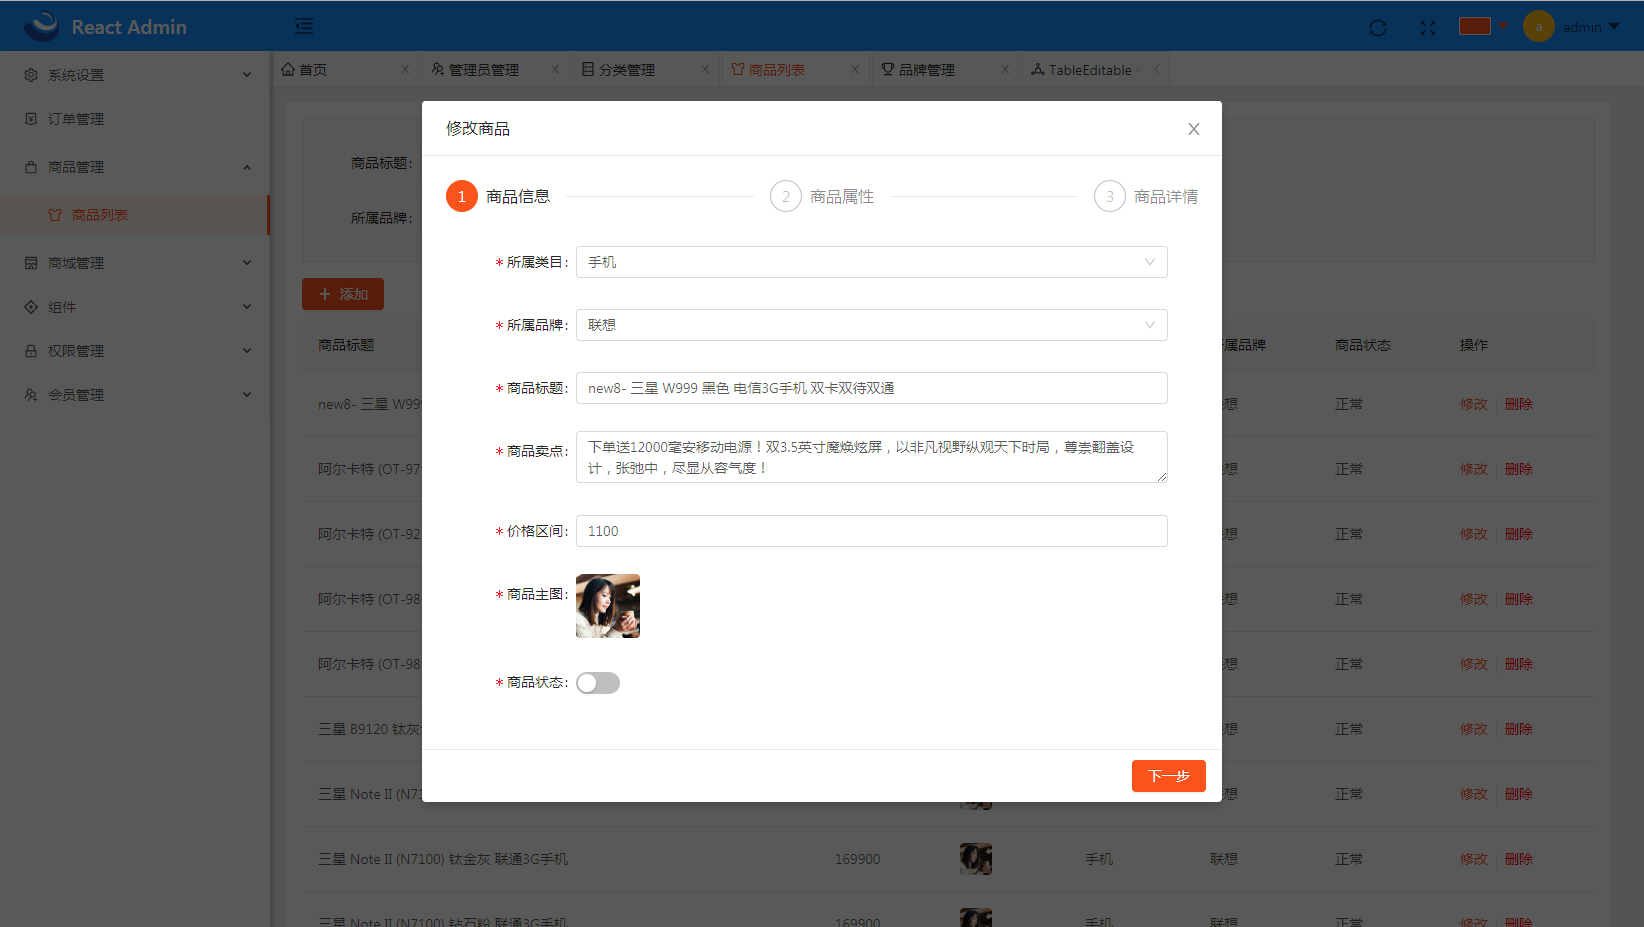 React Admin
a
admin
系统设置
订单管理
商品管理
商品列表
商城管理
组件
权限管理
会员管理
首页
管理员管理
分类管理
商品列表
品牌管理
TableEditable
商品标题:
所属品牌:
添加
商品标题
属品牌
商品状态
操作
new8- 三星 W999
想
正常
修改
删除
阿尔卡特 (OT-979
想
正常
修改
删除
阿尔卡特 (OT-927
想
正常
修改
删除
阿尔卡特 (OT-98
想
正常
修改
删除
阿尔卡特 (OT-98
想
正常
修改
删除
三星 B9120 钛灰
想
正常
修改
删除
三星 Note II (N71
想
正常
修改
删除
三星 Note II (N7100) 钛金灰 联通3G手机
169900
手机
联想
正常
修改
删除
三星 Note II (N7100) 钻石粉 联通3G手机
169900
手机
联想
正常
修改
删除
修改商品
1 商品信息
2 商品属性
3 商品详情
*所属类目: 手机
*所属品牌: 联想
*商品标题: new8- 三星 W999 黑色 电信3G手机 双卡双待双通
*商品卖点: 下单送12000毫安移动电源！双3.5英寸魔焕炫屏，以非凡视野纵观天下时局，尊崇翻盖设
计，张弛中，尽显从容气度！
*价格区间: 1100
*商品主图:
*商品状态:
下一步